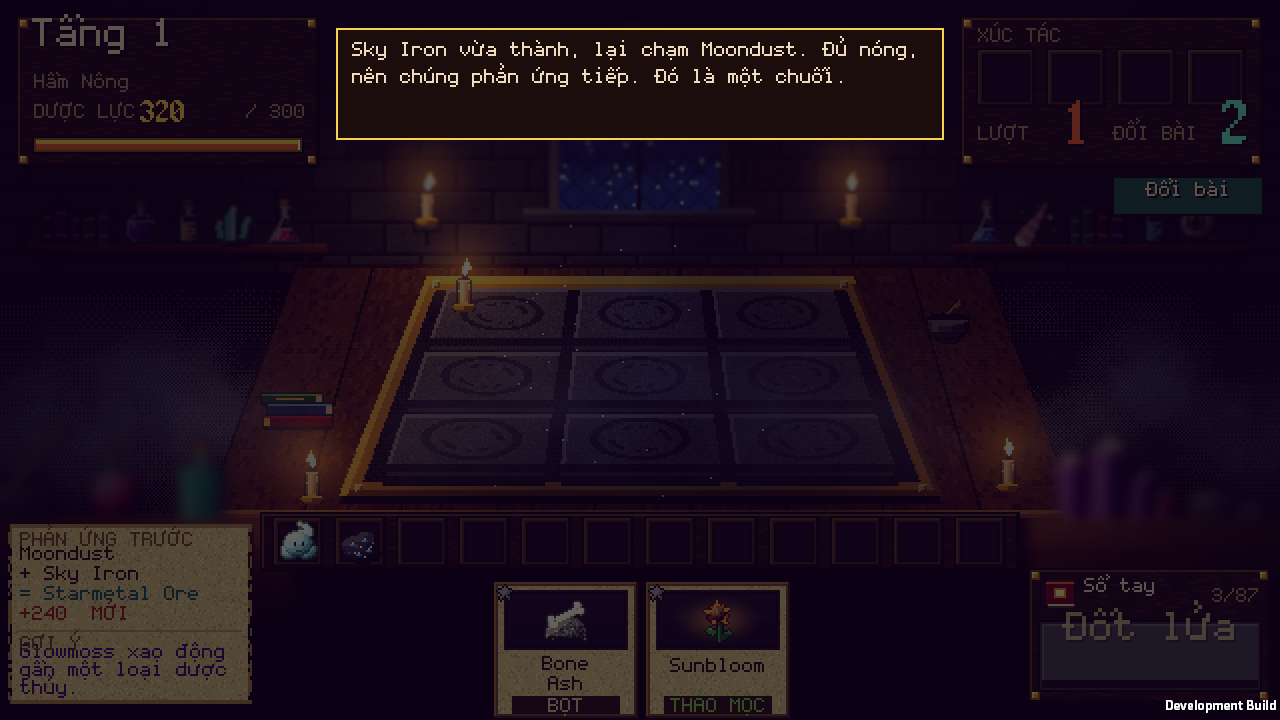 Tầng 1
Hầm Nông
DƯỢC LỰC 320 / 300
Sky Iron vừa thành, lại chạm Moondust. Đủ nóng,
nên chúng phản ứng tiếp. Đó là một chuỗi.
XÚC TÁC
LƯỢT 1 ĐỔI BÀI 2
Đổi bài
PHẢN ỨNG TRƯỚC
Moondust
+ Sky Iron
= Starmetal Ore
+240 MỚI
GỢI Ý
Glowmoss xao động
gần một loại dược
thủy.
Bone
Ash
BỘT
Sunbloom
THẢO MỘC
Sổ tay
3/87
Đốt lửa
Development Build